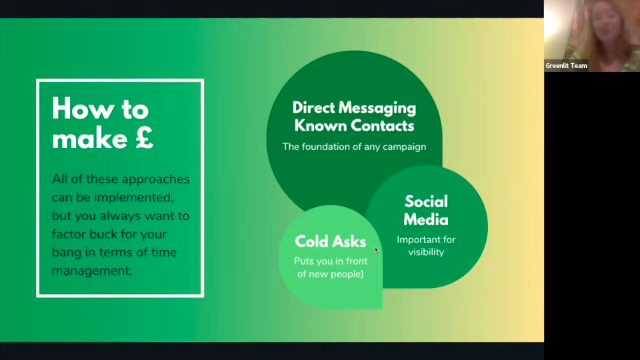 How to
make £
All of these approaches
can be implemented,
but you always want to
factor buck for your
bang in terms of time
management.
Direct Messaging
Known Contacts
The foundation of any campaign
Social
Media
Important for
visibility
Cold Asks
Puts you in front
of new people)
Greenlit Team